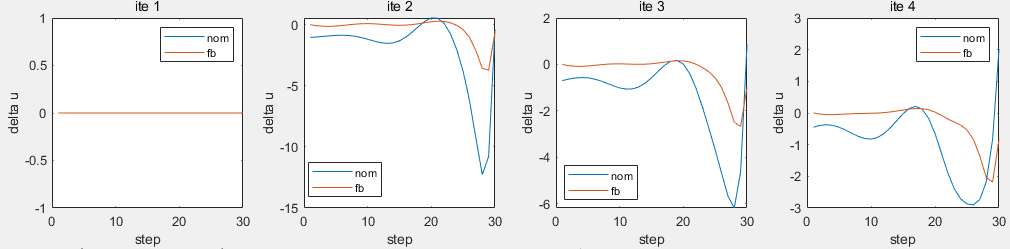 ite 1
1
0.5
0
-0.5
-1
delta u
nom
fb
0
10
20
30
step
ite 2
0
-5
-10
-15
delta u
nom
fb
0
10
20
30
step
ite 3
2
0
-2
-4
-6
delta u
nom
fb
0
10
20
30
step
ite 4
3
2
1
0
-1
-2
-3
delta u
nom
fb
0
10
20
30
step